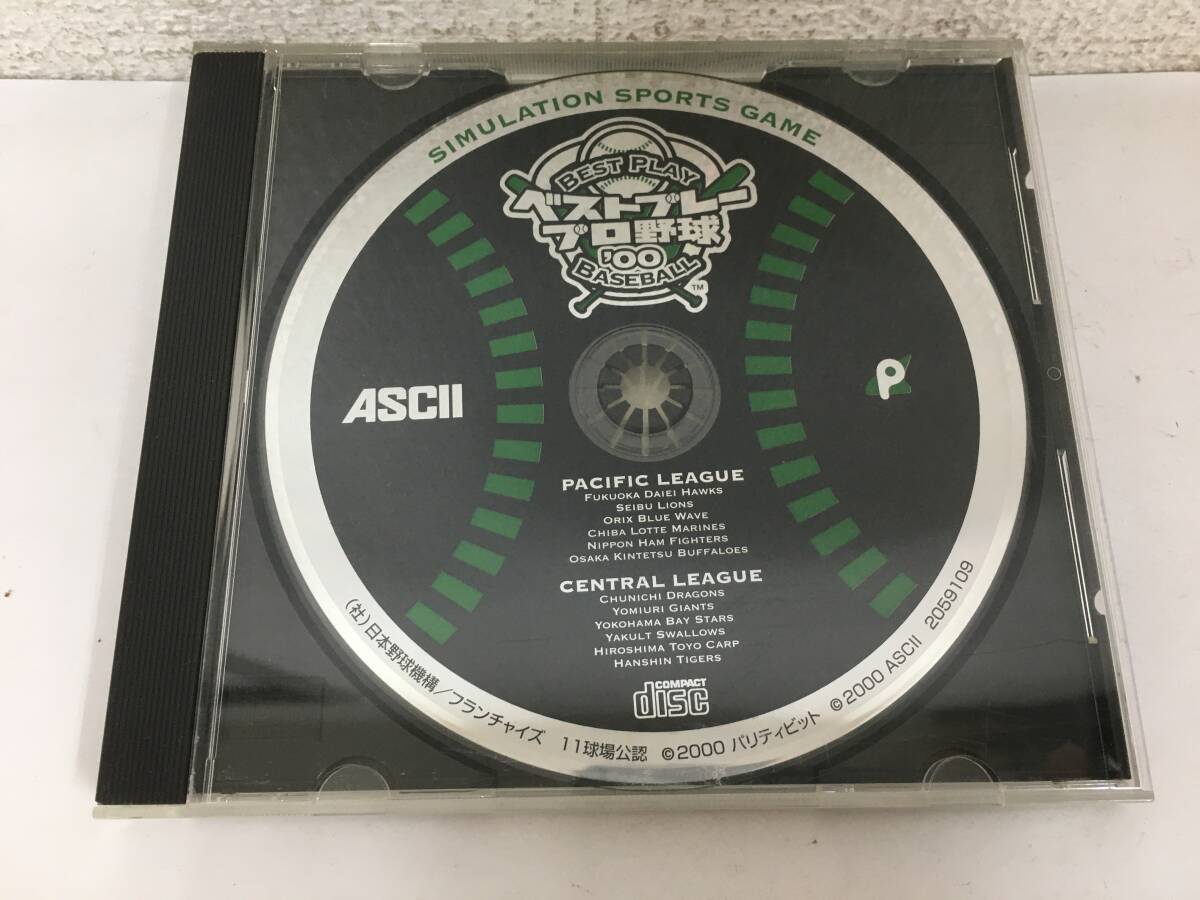 SIMULATION SPORTS GAME
BEST PLAY
ベストプレー
プロ野球
'00
BASEBALL
TM
ASCII
P
PACIFIC LEAGUE
FUKUOKA DAIEI HAWKS
SEIBU LIONS
ORIX BLUE WAVE
CHIBA LOTTE MARINES
NIPPON HAM FIGHTERS
OSAKA KINTETSU BUFFALOES
CENTRAL LEAGUE
CHUNICHI DRAGONS
YOMIURI GIANTS
YOKOHAMA BAY STARS
YAKULT SWALLOWS
HIROSHIMA TOYO CARP
HANSHIN TIGERS
COMPACT
disc
(社)日本野球機構/フランチャイズ 11球場公認 ©2000 パリティビット ©2000 ASCII 2059109